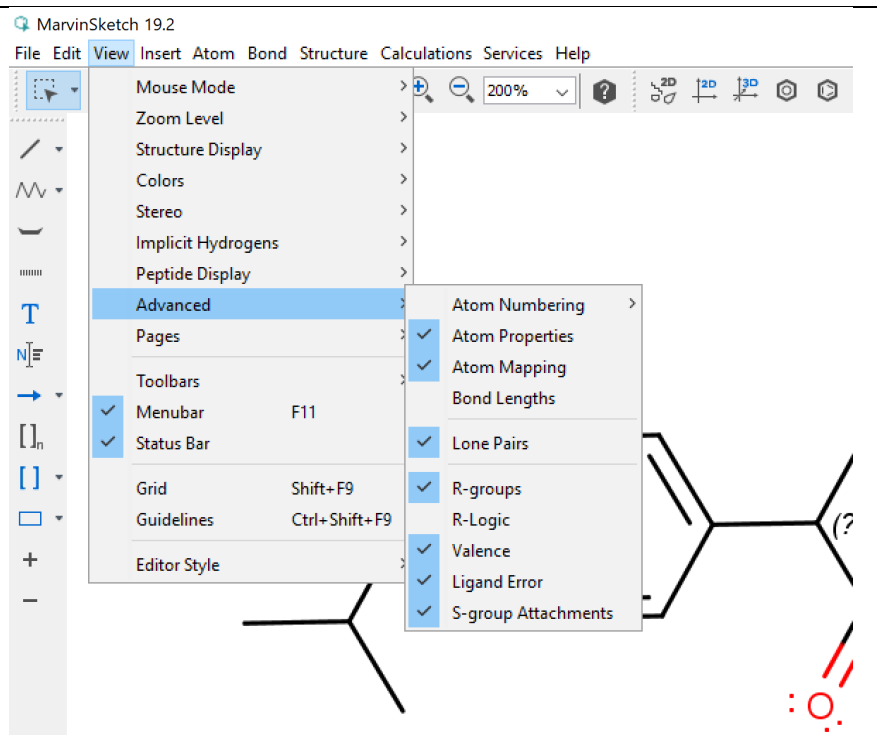 MarvinSketch 19.2
File Edit View Insert Atom Bond Structure Calculations Services Help
200%
2D
2D
3D
Mouse Mode
Zoom Level
Structure Display
Colors
Stereo
Implicit Hydrogens
Peptide Display
Advanced
Pages
Toolbars
Menubar F11
Status Bar
Grid Shift+F9
Guidelines Ctrl+Shift+F9
Editor Style
Atom Numbering
Atom Properties
Atom Mapping
Bond Lengths
Lone Pairs
R-groups
R-Logic
Valence
Ligand Error
S-group Attachments
T
N
[ ]n
[ ]
(?
O